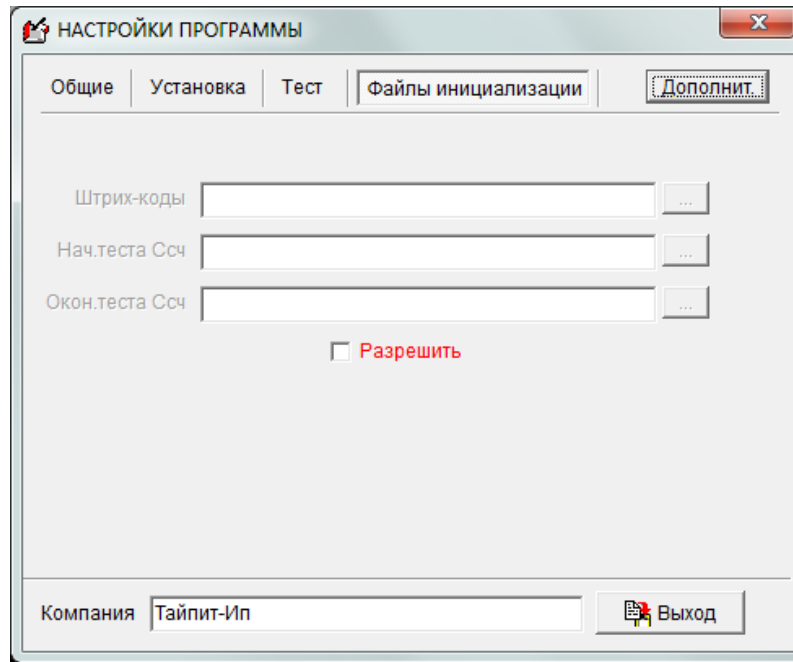 НАСТРОЙКИ ПРОГРАММЫ
Общие Установка Тест Файлы инициализации Дополнит.
Штрих-коды ...
Нач.теста Ссч ...
Окон.теста Ссч ...
Разрешить
Компания Тайпит-Ип Выход